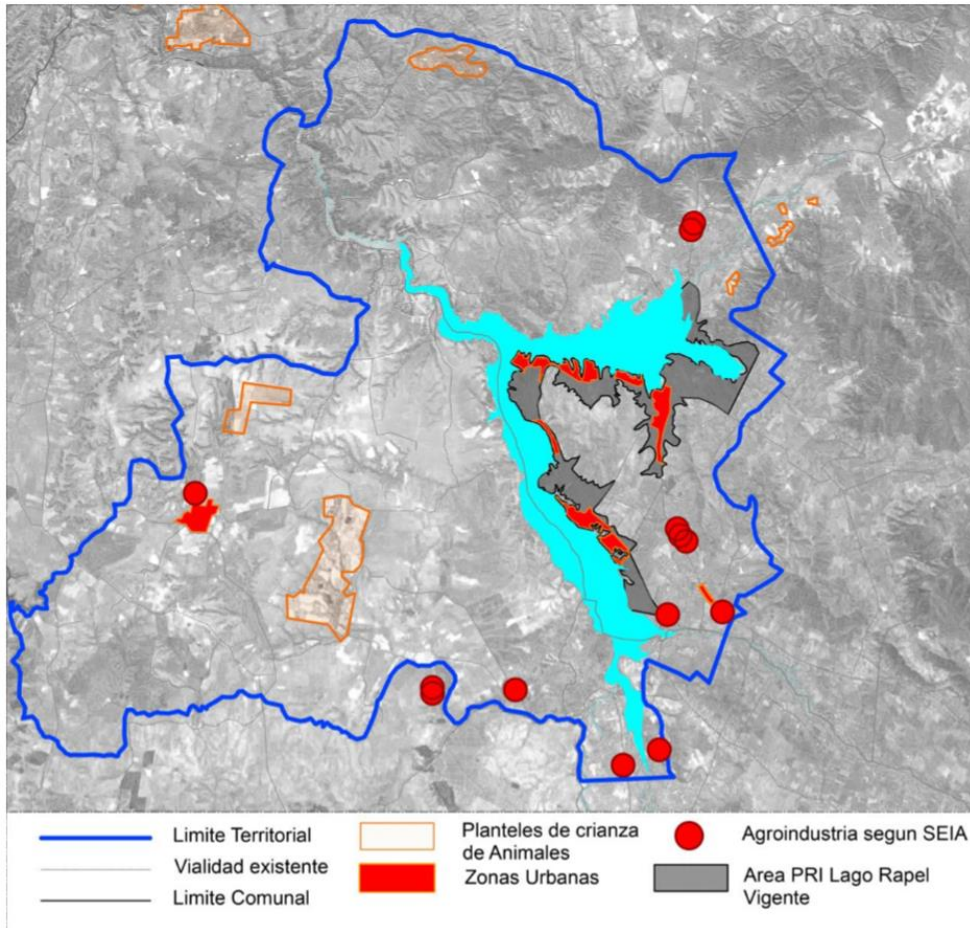 Limite Territorial
Vialidad existente
Limite Comunal
Planteles de crianza
de Animales
Zonas Urbanas
Agroindustria segun SEIA
Area PRI Lago Rapel
Vigente